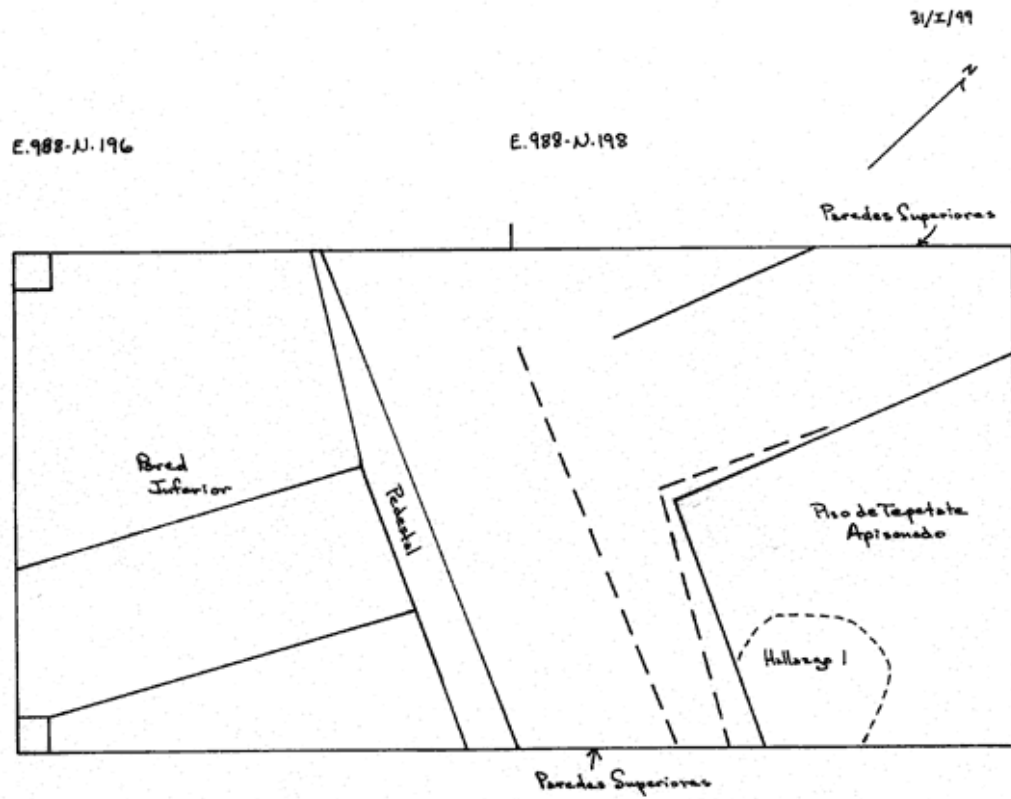 31/I/99
N
E.988-N.196
E.988-N.198
Paredes Superiores
Pared
Inferior
Pedestal
Piso de Tepetate
Apisonado
Hallazgo 1
Paredes Superiores